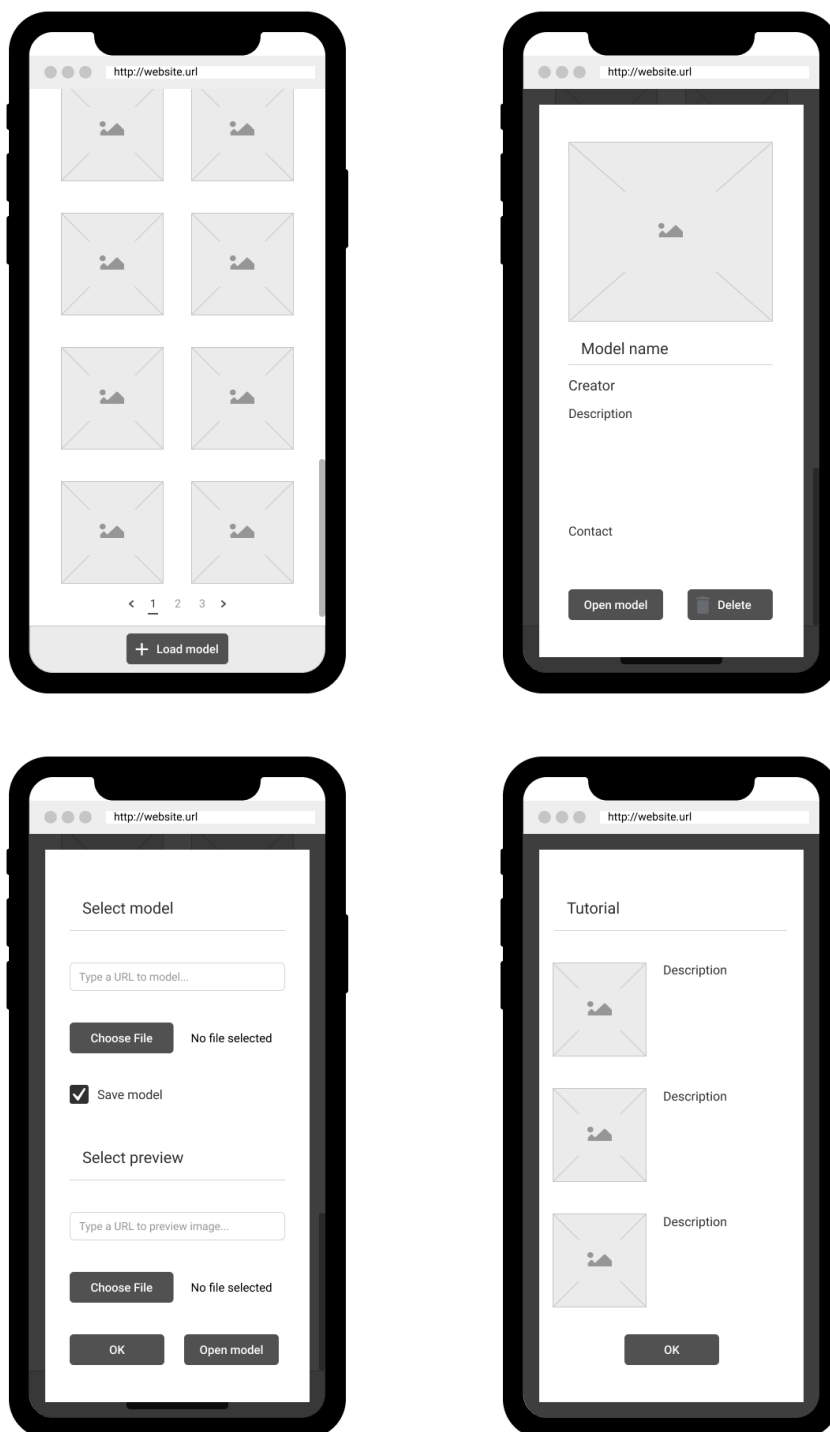 http://website.url
< 1 2 3 >
+ Load model
http://website.url
Model name
Creator
Description
Contact
Open model
Delete
http://website.url
Select model
Type a URL to model...
Choose File
No file selected
Save model
Select preview
Type a URL to preview image...
Choose File
No file selected
OK
Open model
http://website.url
Tutorial
Description
Description
Description
OK